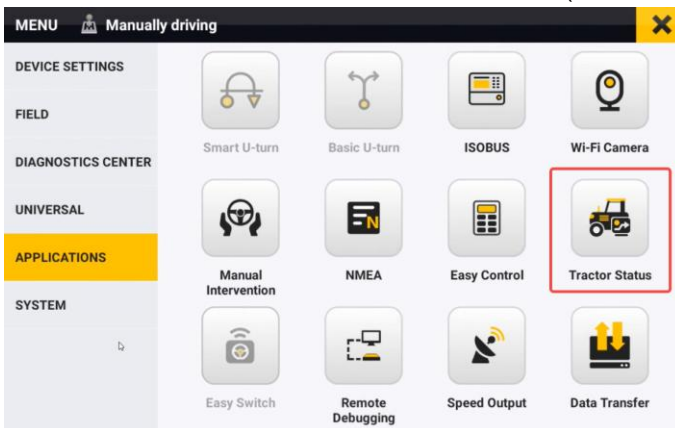 MENU Manually driving
DEVICE SETTINGS
FIELD
DIAGNOSTICS CENTER
UNIVERSAL
APPLICATIONS
SYSTEM
Smart U-turn
Basic U-turn
ISOBUS
Wi-Fi Camera
Manual
Intervention
N
NMEA
Easy Control
Tractor Status
Easy Switch
Remote
Debugging
Speed Output
Data Transfer